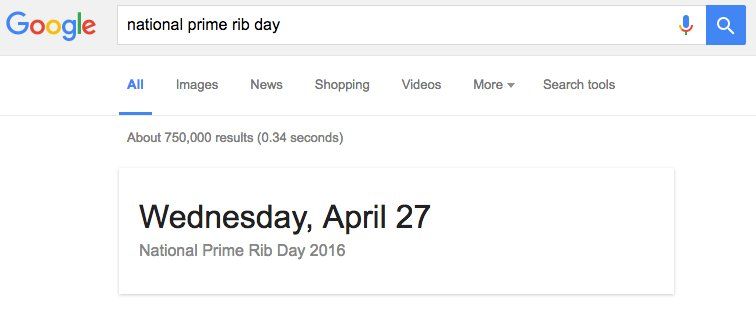 Google national prime rib day
All Images News Shopping Videos More Search tools
About 750,000 results (0.34 seconds)
Wednesday, April 27
National Prime Rib Day 2016